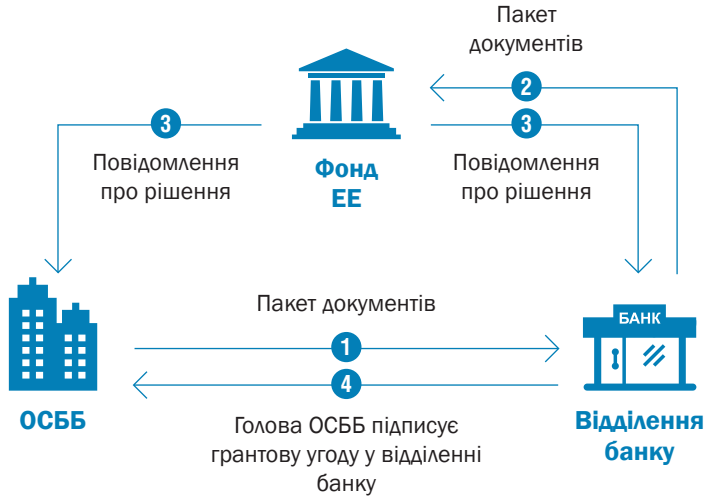 Пакет
документів
2
3
3
Повідомлення
про рішення
Фонд
ЕЕ
Повідомлення
про рішення
Пакет документів
БАНК
1
4
ОСББ
Голова ОСББ підписує
грантову угоду у відділенні
банку
Відділення
банку